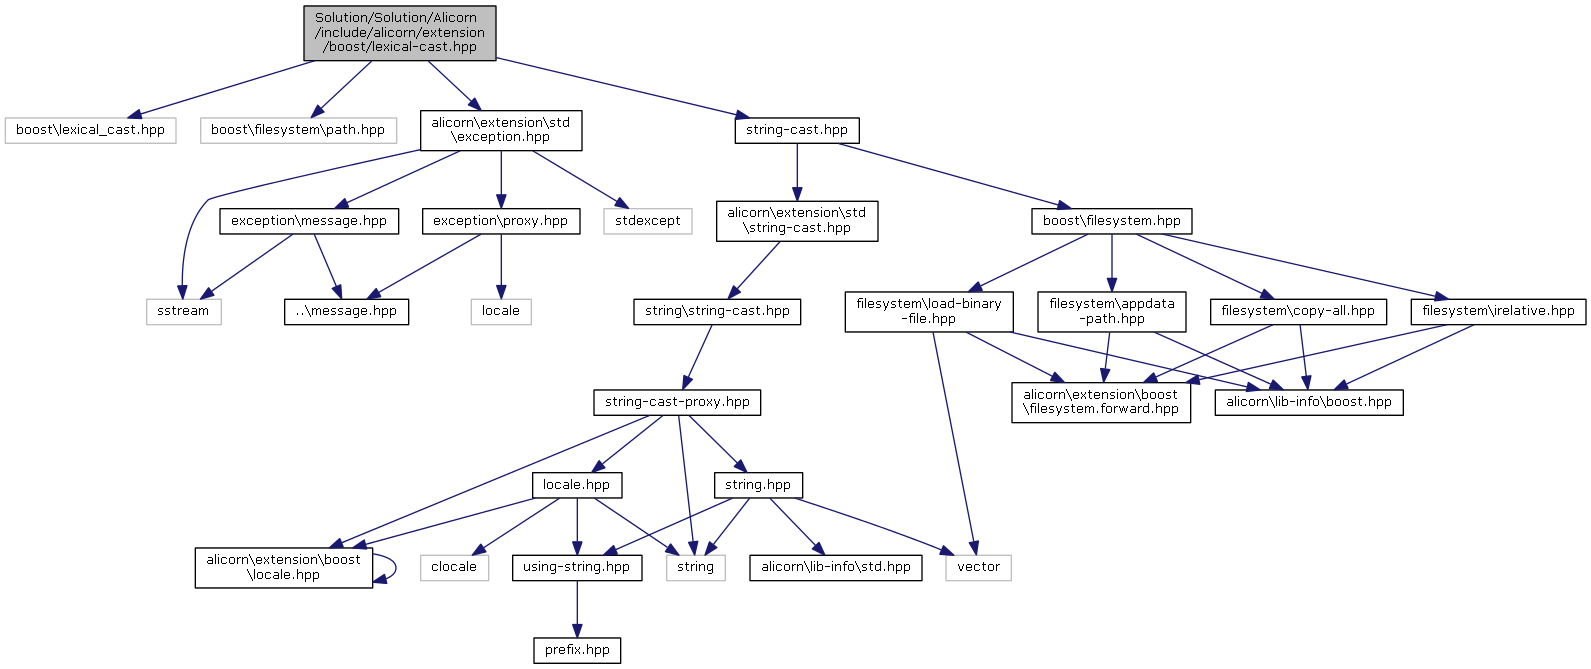 Solution/Solution/Alicorn
/include/alicorn/extension
/boost/lexical-cast.hpp
boost\lexical_cast.hpp
boost\filesystem\path.hpp
alicorn\extension\std
\exception.hpp
string-cast.hpp
exception\message.hpp
exception\proxy.hpp
stdexcept
alicorn\extension\std
\string-cast.hpp
boost\filesystem.hpp
sstream
..\message.hpp
locale
string\string-cast.hpp
filesystem\load-binary
-file.hpp
filesystem\appdata
-path.hpp
filesystem\copy-all.hpp
filesystem\irelative.hpp
string-cast-proxy.hpp
alicorn\extension\boost
\filesystem.forward.hpp
alicorn\lib-info\boost.hpp
locale.hpp
string.hpp
alicorn\extension\boost
\locale.hpp
clocale
using-string.hpp
string
alicorn\lib-info\std.hpp
vector
prefix.hpp